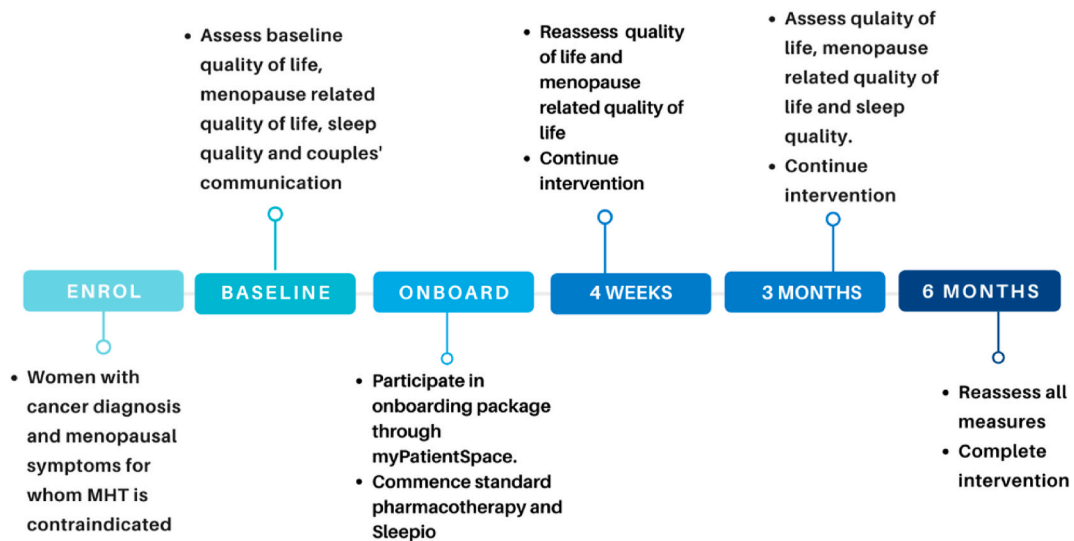 • Assess baseline
quality of life,
menopause related
quality of life, sleep
quality and couples'
communication
• Reassess quality
of life and
menopause
related quality of
life
• Continue
intervention
• Assess qulaity of
life, menopause
related quality of
life and sleep
quality.
• Continue
intervention
ENROL
BASELINE
ONBOARD
4 WEEKS
3 MONTHS
6 MONTHS
• Women with
cancer diagnosis
and menopausal
symptoms for
whom MHT is
contraindicated
• Participate in
onboarding package
through
myPatientSpace.
• Commence standard
pharmacotherapy and
Sleepio
• Reassess all
measures
• Complete
intervention